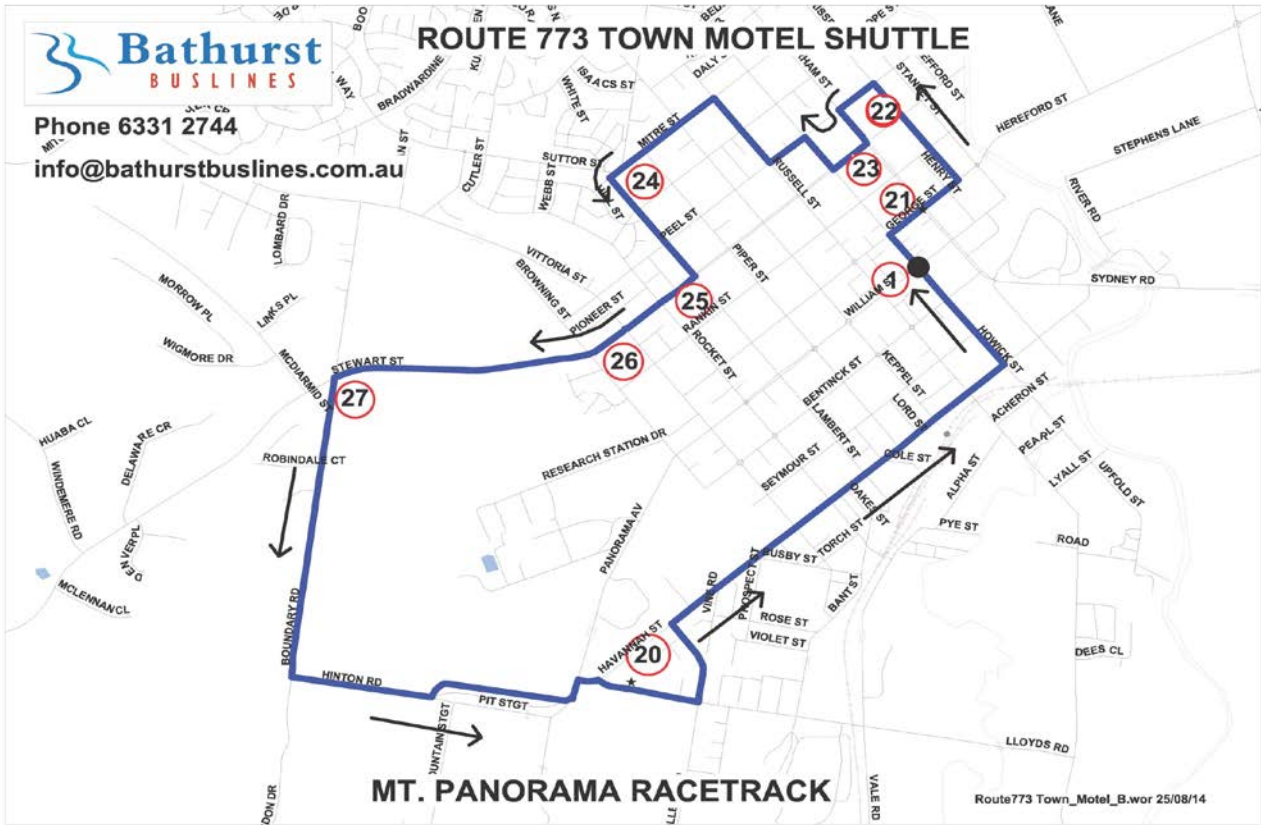 ROUTE 773 TOWN MOTEL SHUTTLE
Bathurst
BUSLINES
Phone 6331 2744
info@bathurstbuslines.com.au
BRADWARDINE
ISAACS ST
WHITE ST
DALY ST
HEREFORD ST
STEPHENS LANE
MITRE ST
SUTTOR ST
CUTLER ST
WEBB ST
22
23
24
21
HENRY ST
RUSSELL ST
GEORGE ST
RIVER RD
LOMBARD DR
PEEL ST
VITTORIA ST
BROWNING ST
PIPER ST
SYDNEY RD
1
WILLIAM ST
MORROW PL
LINKS PL
PIONEER ST
25
RANKIN ST
ROCKET ST
HOWICK ST
WIGMORE DR
STEWART ST
26
KEPPEL ST
BENTINCK ST
MCDIARMID ST
27
LORD ST
ACHERON ST
LAMBERT ST
HUABA CL
DELAWARE CR
PEARL ST
RESEARCH STATION DR
COLE ST
LYALL ST
UPFOLD ST
ROBINDALE CT
WINDEMERE RD
SEYMOUR ST
ALPHA ST
DENVER PL
PANORAMA AV
TORCH ST
PYE ST
ROAD
MCLENNAN CL
BUSBY ST
VINE RD
PROSPECT ST
BANT ST
ROSE ST
VIOLET ST
BOUNDARY RD
HAVANNAH ST
20
DEES CL
HINTON RD
PIT STGT
LLOYDS RD
MT. PANORAMA RACETRACK
VALE RD
Route773 Town_Motel_B.wor 25/08/14